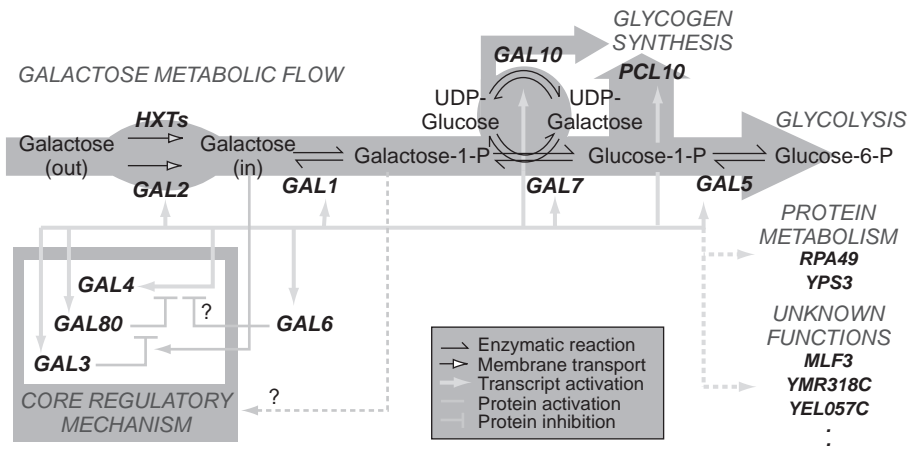 GLYCOGEN
SYNTHESIS
GAL10
PCL10
GALACTOSE METABOLIC FLOW
HXTs
UDP-
Glucose
UDP-
Galactose
GLYCOLYSIS
Galactose
(out)
Galactose
(in)
Galactose-1-P
Glucose-1-P
Glucose-6-P
GAL2
GAL1
GAL7
GAL5
PROTEIN
METABOLISM
RPA49
YPS3
GAL4
?
GAL80
GAL6
GAL3
UNKNOWN
FUNCTIONS
MLF3
YMR318C
YEL057C
:
Enzymatic reaction
Membrane transport
Transcript activation
Protein activation
Protein inhibition
CORE REGULATORY
MECHANISM
?